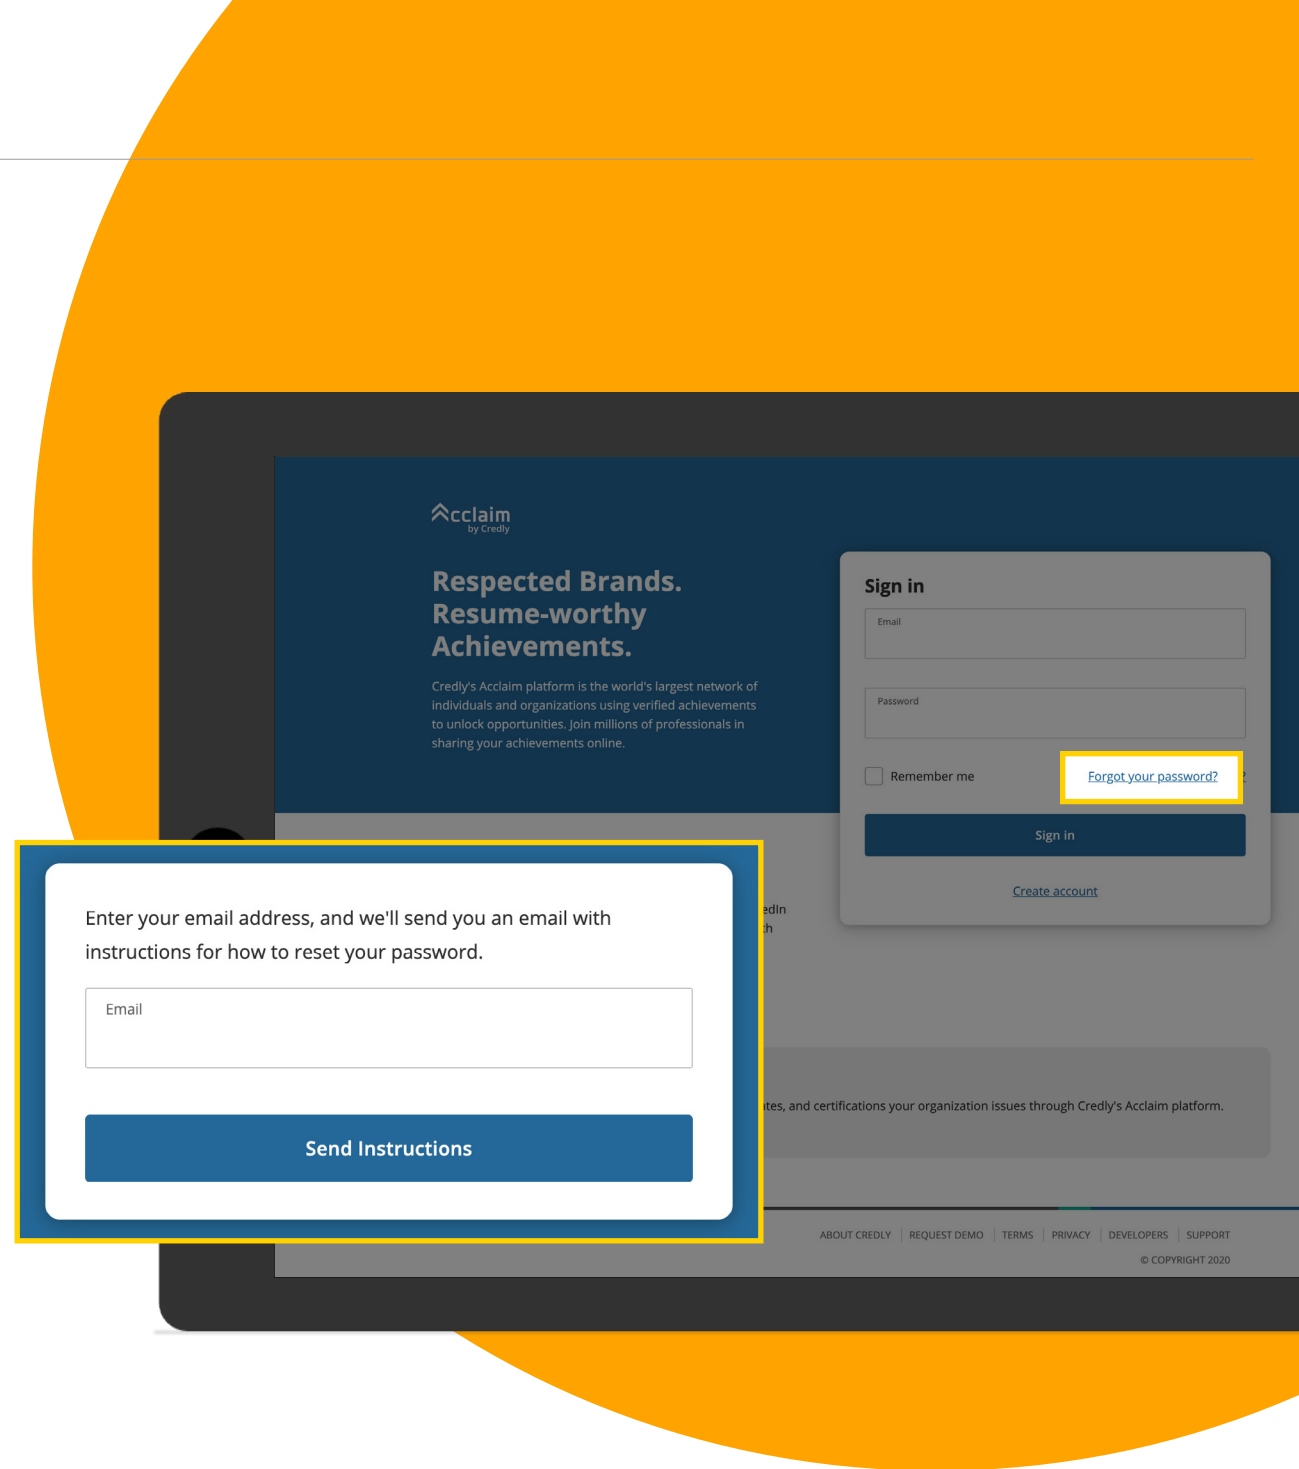 Acclaim
by Credly
Respected Brands.
Resume-worthy
Achievements.
Credly's Acclaim platform is the world's largest network of
individuals and organizations using verified achievements
to unlock opportunities. Join millions of professionals in
sharing your achievements online.
Sign in
Email
Password
Remember me
Forgot your password?
?
Sign in
Create account
edIn
Enter your email address, and we'll send you an email with
instructions for how to reset your password.
Email
Send Instructions
and certifications your organization issues through Credly's Acclaim platform.
ABOUT CREDLY
REQUEST DEMO
TERMS
PRIVACY
DEVELOPERS
SUPPORT
© COPYRIGHT 2020